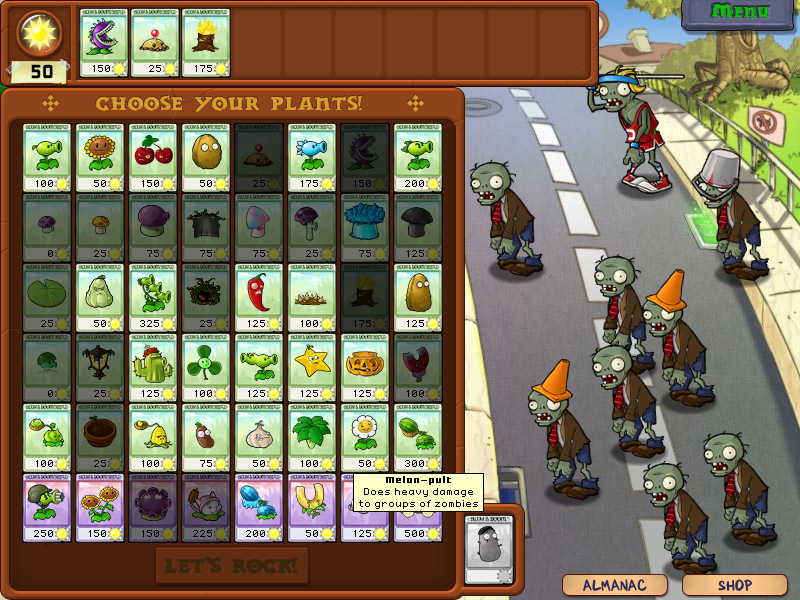 Menu
50
150
25
175
CHOOSE YOUR PLANTS!
100 50 150 50 25 175 150 200
0 25 75 75 75 25 75 125
25 50 325 25 125 100 175 125
0 25 125 100 125 125 125 100
100 25 100 75 50 100 50 300
Melon-pult
Does heavy damage
to groups of zombies
250 150 150 225 200 50 125 500
LET'S ROCK!
ALMANAC
SHOP